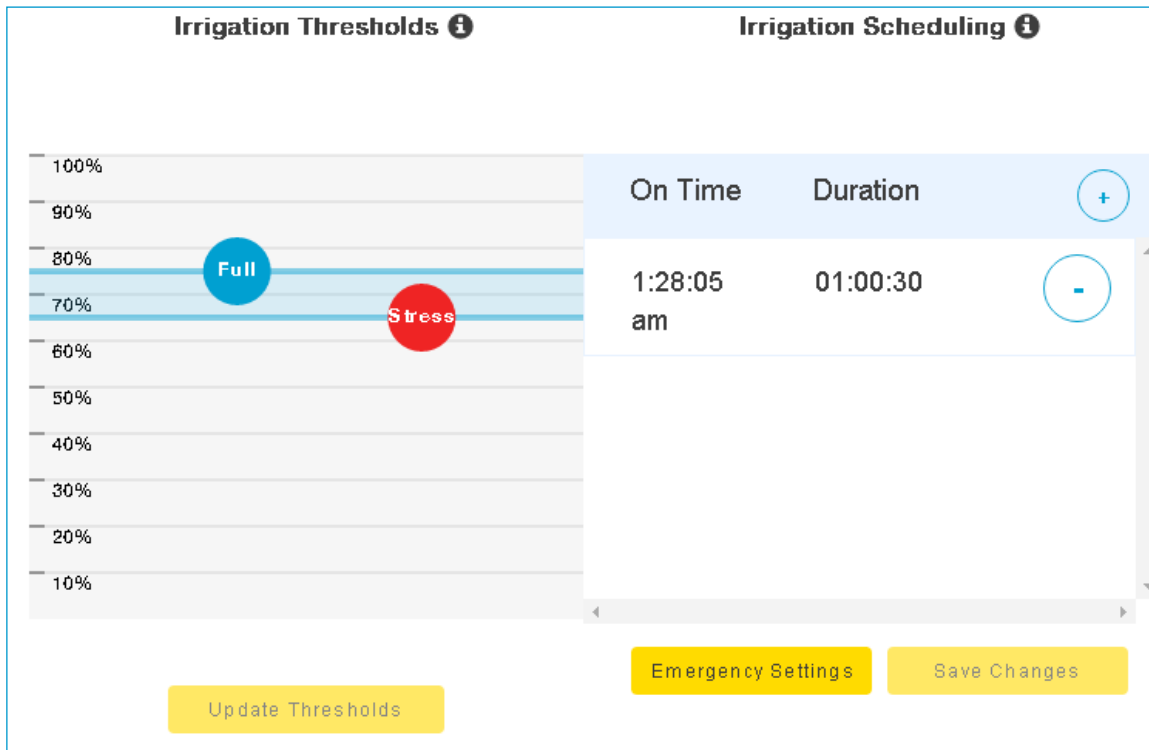 Irrigation Thresholds i
Irrigation Scheduling i
100%
90%
80%
Full
70%
Stress
60%
50%
40%
30%
20%
10%
Update Thresholds
On Time Duration +
1:28:05 01:00:30 -
am
Emergency Settings Save Changes